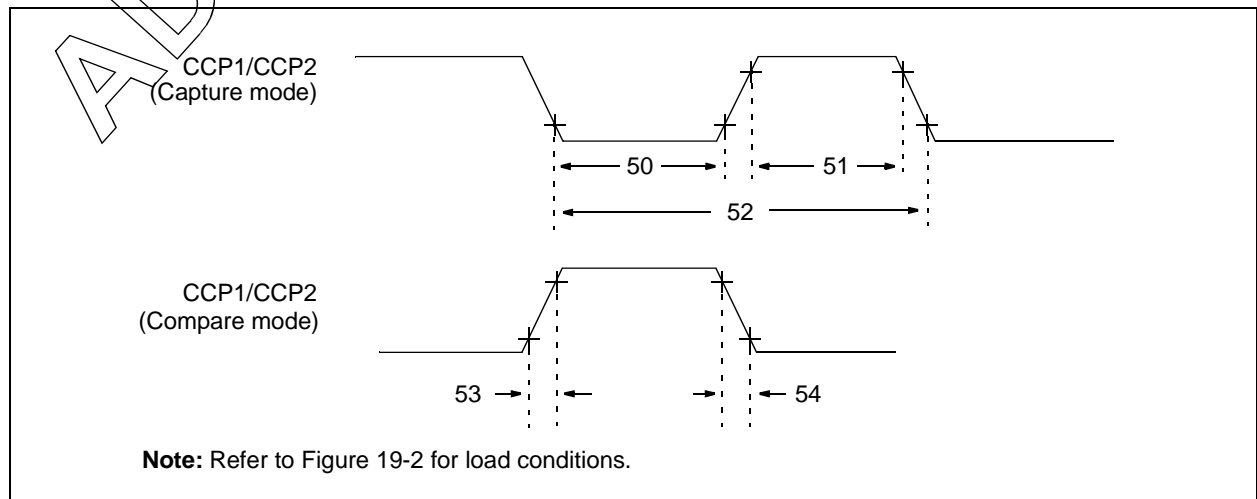 CCP1/CCP2
(Capture mode)
50
51
52
CCP1/CCP2
(Compare mode)
53
54
Note: Refer to Figure 19-2 for load conditions.